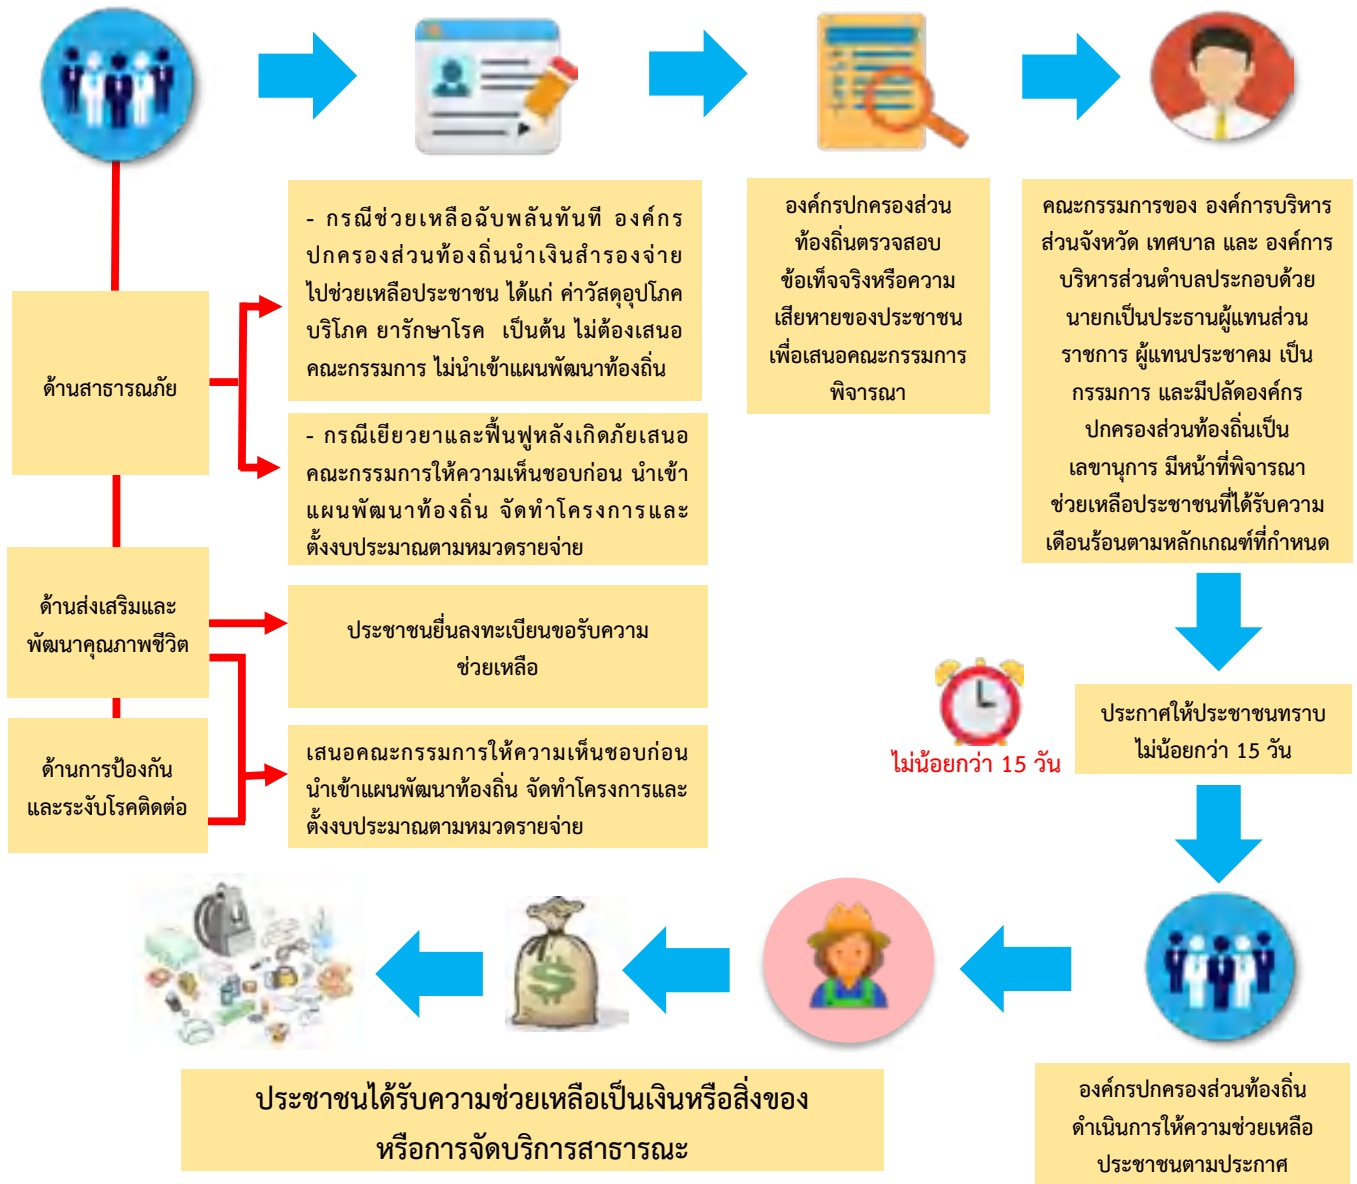 - กรณีช่วยเหลือฉับพลันทันที องค์กร
ปกครองส่วนท้องถิ่นนำเงินสำรองจ่าย
ไปช่วยเหลือประชาชน ได้แก่ ค่าวัสดุอุปโภค
บริโภค ยารักษาโรค เป็นต้น ไม่ต้องเสนอ
คณะกรรมการ ไม่นำเข้าแผนพัฒนาท้องถิ่น
องค์กรปกครองส่วน
ท้องถิ่นตรวจสอบ
ข้อเท็จจริงหรือความ
เสียหายของประชาชน
เพื่อเสนอคณะกรรมการ
พิจารณา
คณะกรรมการของ องค์การบริหาร
ส่วนจังหวัด เทศบาล และ องค์การ
บริหารส่วนตำบลประกอบด้วย
นายกเป็นประธานผู้แทนส่วน
ราชการ ผู้แทนประชาคม เป็น
กรรมการ และมีปลัดองค์กร
ปกครองส่วนท้องถิ่นเป็น
เลขานุการ มีหน้าที่พิจารณา
ช่วยเหลือประชาชนที่ได้รับความ
เดือนร้อนตามหลักเกณฑ์ที่กำหนด
ด้านสาธารณภัย
- กรณีเยียวยาและฟื้นฟูหลังเกิดภัยเสนอ
คณะกรรมการให้ความเห็นชอบก่อน นำเข้า
แผนพัฒนาท้องถิ่น จัดทำโครงการและ
ตั้งงบประมาณตามหมวดรายจ่าย
ด้านส่งเสริมและ
พัฒนาคุณภาพชีวิต
ประชาชนยื่นลงทะเบียนขอรับความ
ช่วยเหลือ
ด้านการป้องกัน
และระงับโรคติดต่อ
เสนอคณะกรรมการให้ความเห็นชอบก่อน
นำเข้าแผนพัฒนาท้องถิ่น จัดทำโครงการและ
ตั้งงบประมาณตามหมวดรายจ่าย
ไม่น้อยกว่า 15 วัน
ประกาศให้ประชาชนทราบ
ไม่น้อยกว่า 15 วัน
$
ประชาชนได้รับความช่วยเหลือเป็นเงินหรือสิ่งของ
หรือการจัดบริการสาธารณะ
องค์กรปกครองส่วนท้องถิ่น
ดำเนินการให้ความช่วยเหลือ
ประชาชนตามประกาศ